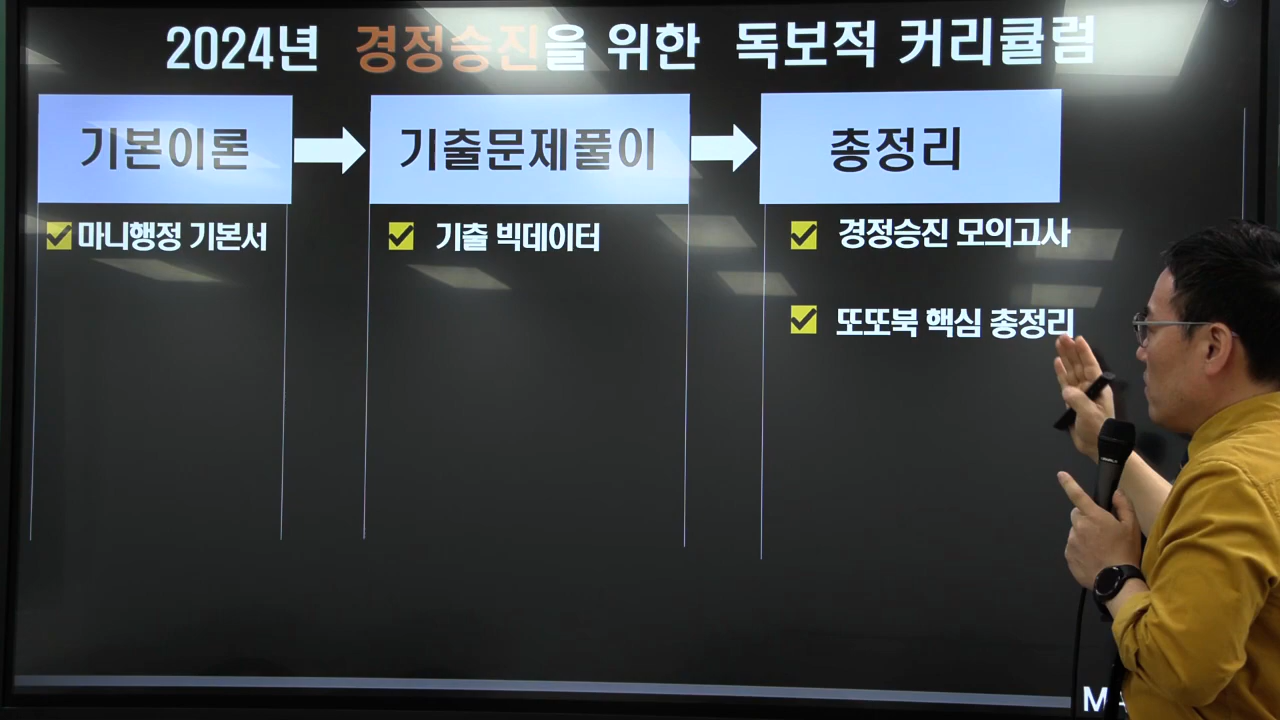 2024년 경정승진을 위한 독보적 커리큘럼
기본이론
기출문제풀이
총정리
마니행정 기본서
기출 빅데이터
경정승진 모의고사
또또북 핵심 총정리